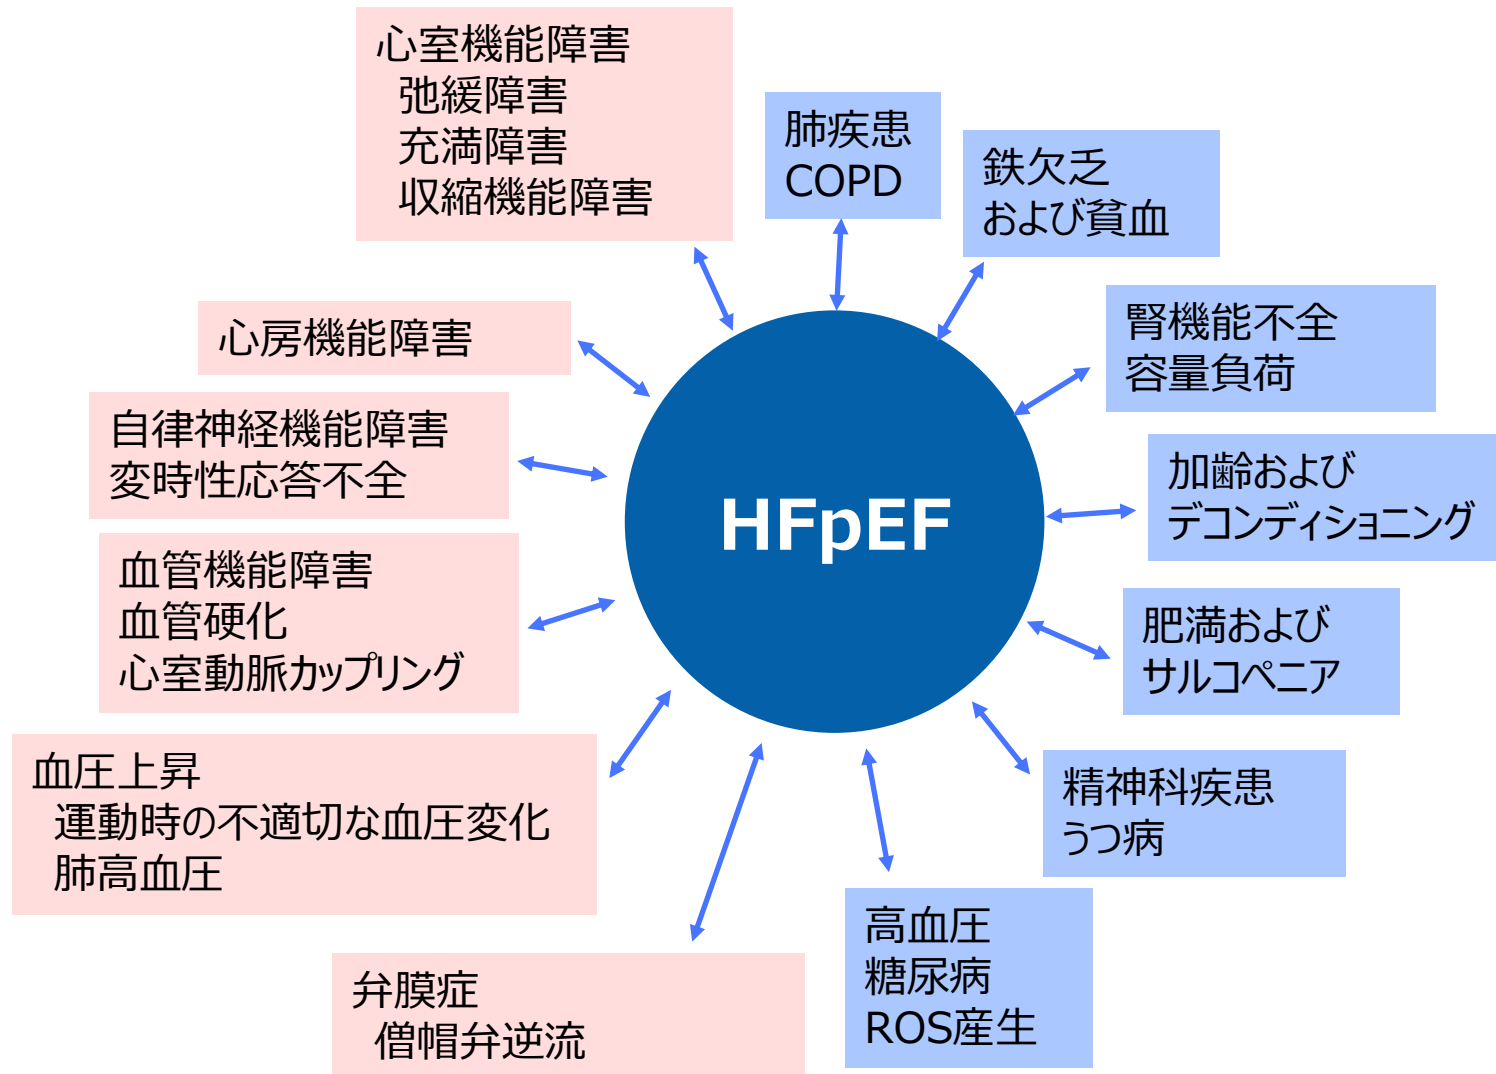 心室機能障害
弛緩障害
充満障害
収縮機能障害
肺疾患
COPD
鉄欠乏
および貧血
心房機能障害
腎機能不全
容量負荷
自律神経機能障害
変時性応答不全
加齢および
デコンディショニング
HFpEF
血管機能障害
血管硬化
心室動脈カップリング
肥満および
サルコペニア
血圧上昇
運動時の不適切な血圧変化
肺高血圧
精神科疾患
うつ病
高血圧
糖尿病
ROS産生
弁膜症
僧帽弁逆流